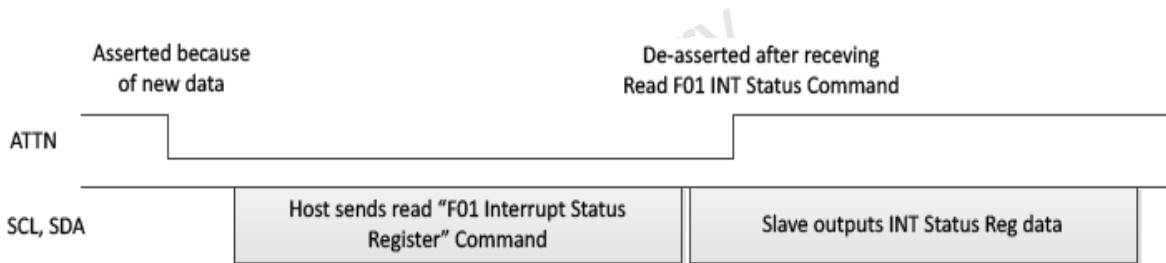 Asserted because
of new data
De-asserted after receving
Read F01 INT Status Command
ATTN
SCL, SDA
Host sends read “F01 Interrupt Status
Register” Command
Slave outputs INT Status Reg data